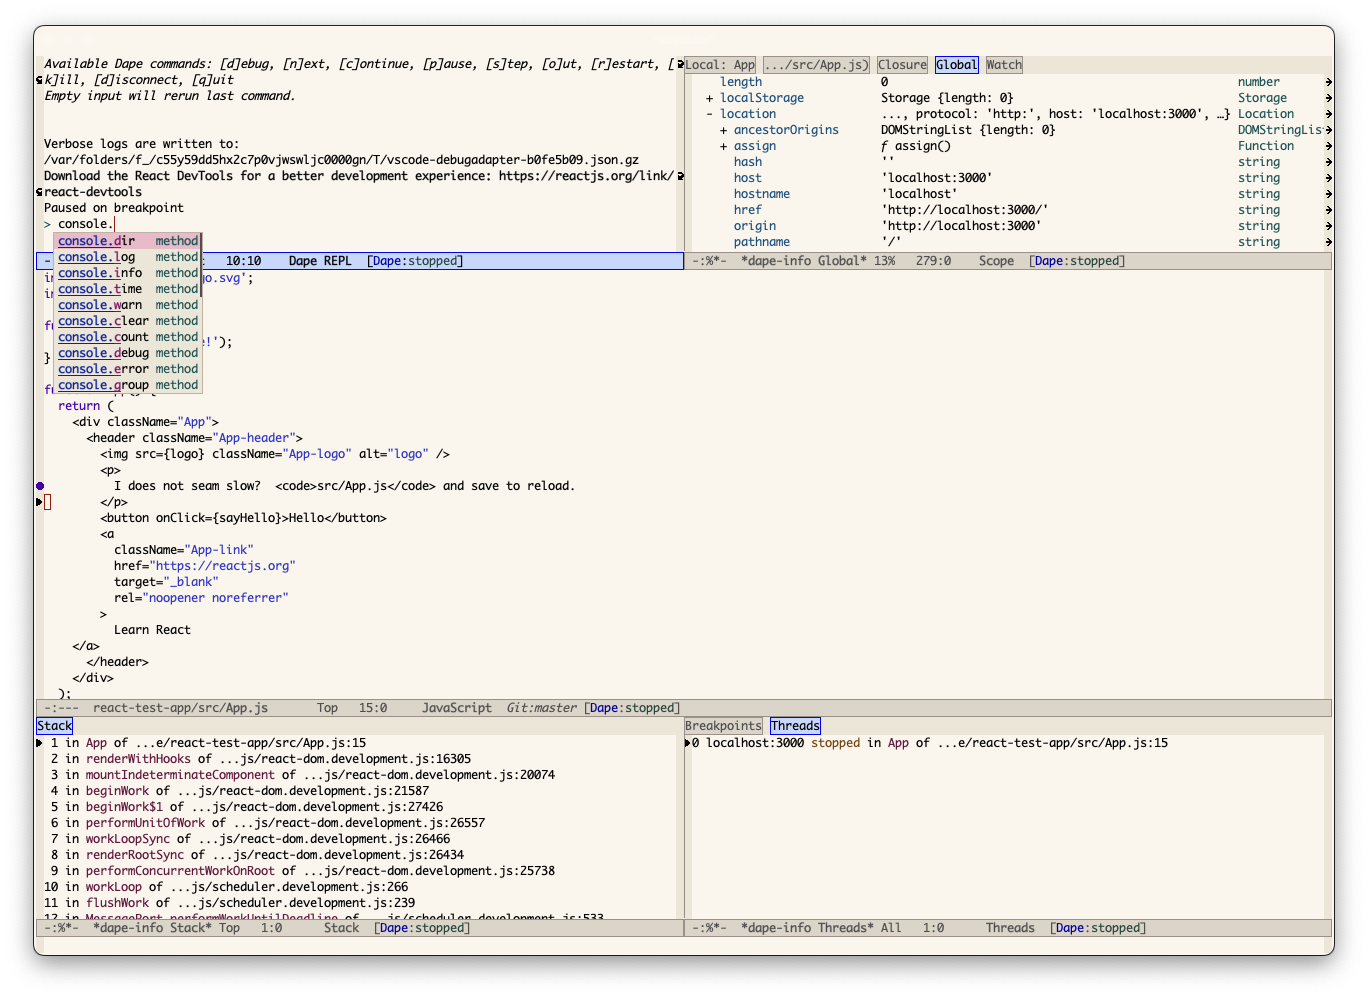 Available Dape commands: [d]ebug, [n]ext, [c]ontinue, [p]ause, [s]tep, [o]ut, [r]estart, [
k]ill, [d]isconnect, [q]uit
Empty input will rerun last command.
Verbose logs are written to:
/var/folders/f_/c55y59dd5hx2c7p0vjwswljc0000gn/T/vscode-debugadapter-b0fe5b09.json.gz
Download the React DevTools for a better development experience: https://reactjs.org/link/
react-devtools
Paused on breakpoint
> console.
console.dir method
console.log method
console.info method
console.time method
console.warn method
console.clear method
console.count method
console.debug method
console.error method
console.group method
10:10 Dape REPL [Dape:stopped]
Local: App .../src/App.js) Closure Global Watch
length 0 number
+ localStorage Storage {length: 0} Storage
- location ..., protocol: 'http:', host: 'localhost:3000', …} Location
+ ancestorOrigins DOMStringList {length: 0} DOMStringLis
+ assign ƒ assign() Function
hash '' string
host 'localhost:3000' string
hostname 'localhost' string
href 'http://localhost:3000/' string
origin 'http://localhost:3000' string
pathname '/' string
-:%*- *dape-info Global* 13% 279:0 Scope [Dape:stopped]
go.svg';
e!');
}
return (
<div className="App">
<header className="App-header">
<img src={logo} className="App-logo" alt="logo" />
<p>
I does not seam slow? <code>src/App.js</code> and save to reload.
</p>
<button onClick={sayHello}>Hello</button>
<a
className="App-link"
href="https://reactjs.org"
target="_blank"
rel="noopener noreferrer"
>
Learn React
</a>
</header>
</div>
);
-:--- react-test-app/src/App.js Top 15:0 JavaScript Git:master [Dape:stopped]
Stack
1 in App of ...e/react-test-app/src/App.js:15
2 in renderWithHooks of ...js/react-dom.development.js:16305
3 in mountIndeterminateComponent of ...js/react-dom.development.js:20074
4 in beginWork of ...js/react-dom.development.js:21587
5 in beginWork$1 of ...js/react-dom.development.js:27426
6 in performUnitOfWork of ...js/react-dom.development.js:26557
7 in workLoopSync of ...js/react-dom.development.js:26466
8 in renderRootSync of ...js/react-dom.development.js:26434
9 in performConcurrentWorkOnRoot of ...js/react-dom.development.js:25738
10 in workLoop of ...js/scheduler.development.js:266
11 in flushWork of ...js/scheduler.development.js:239
12 in MessagePort.performWorkUntilDeadline of ...js/scheduler.development.js:533
-:%*- *dape-info Stack* Top 1:0 Stack [Dape:stopped]
Breakpoints Threads
0 localhost:3000 stopped in App of ...e/react-test-app/src/App.js:15
-:%*- *dape-info Threads* All 1:0 Threads [Dape:stopped]